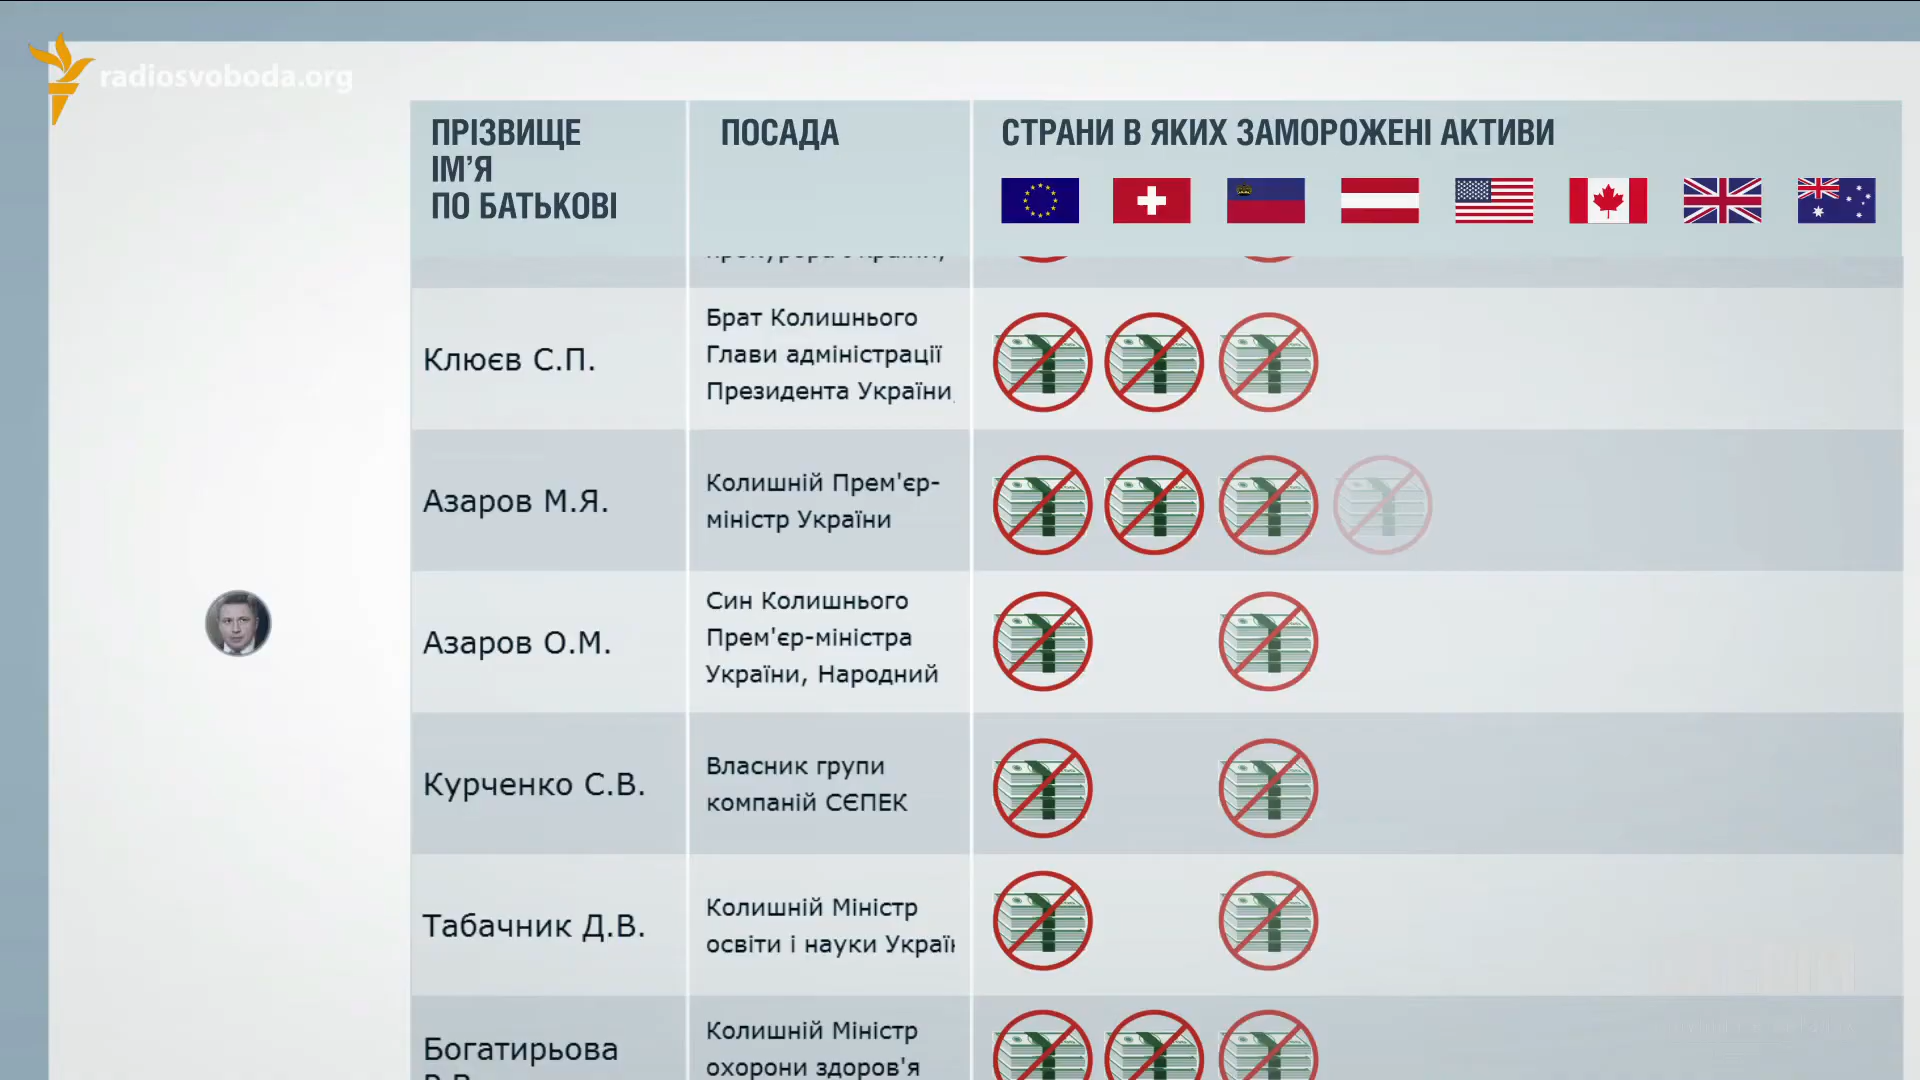 radiosvoboda.org
ПРІЗВИЩЕ
ІМ’Я
ПО БАТЬКОВІ
ПОСАДА
СТРАНИ В ЯКИХ ЗАМОРОЖЕНІ АКТИВИ
Клюєв С.П.
Брат Колишнього
Глави адміністрації
Президента України,
Азаров М.Я.
Колишній Прем'єр-
міністр України
Азаров О.М.
Син Колишнього
Прем'єр-міністра
України, Народний
Курченко С.В.
Власник групи
компаній СЄПЕК
Табачник Д.В.
Колишній Міністр
освіти і науки Україн
Богатирьова
Колишній Міністр
охорони здоров'я